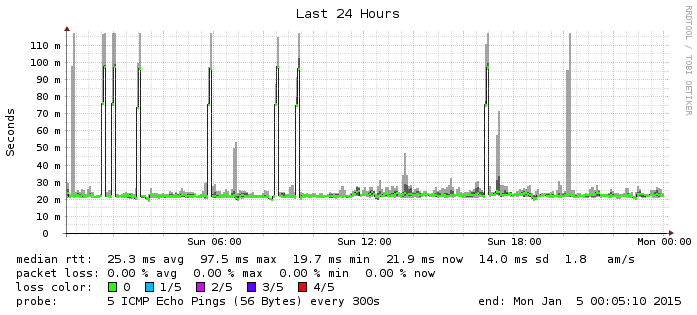 Last 24 Hours
RRDTOOL / TOBI OETIKER
Seconds
110 m
100 m
90 m
80 m
70 m
60 m
50 m
40 m
30 m
20 m
10 m
0
Sun 06:00 Sun 12:00 Sun 18:00 Mon 00:00
median rtt: 25.3 ms avg 97.5 ms max 19.7 ms min 21.9 ms now 14.0 ms sd 1.8 am/s
packet loss: 0.00 % avg 0.00 % max 0.00 % min 0.00 % now
loss color: 0 1/5 2/5 3/5 4/5
probe: 5 ICMP Echo Pings (56 Bytes) every 300s end: Mon Jan 5 00:05:10 2015